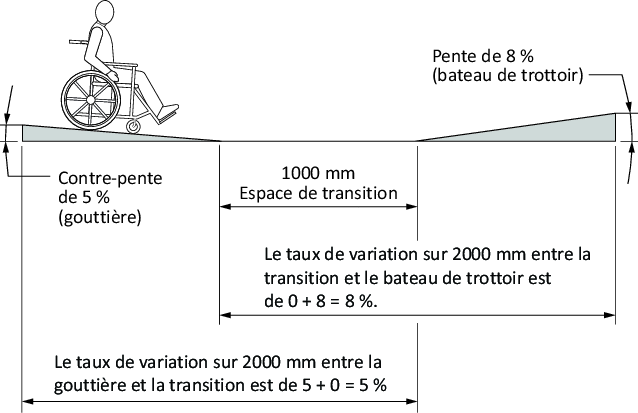 Pente de 8 %
(bateau de trottoir)
Contre-pente
de 5 %
(gouttière)
1000 mm
Espace de transition
Le taux de variation sur 2000 mm entre la
transition et le bateau de trottoir est
de 0 + 8 = 8 %.
Le taux de variation sur 2000 mm entre la
gouttière et la transition est de 5 + 0 = 5 %